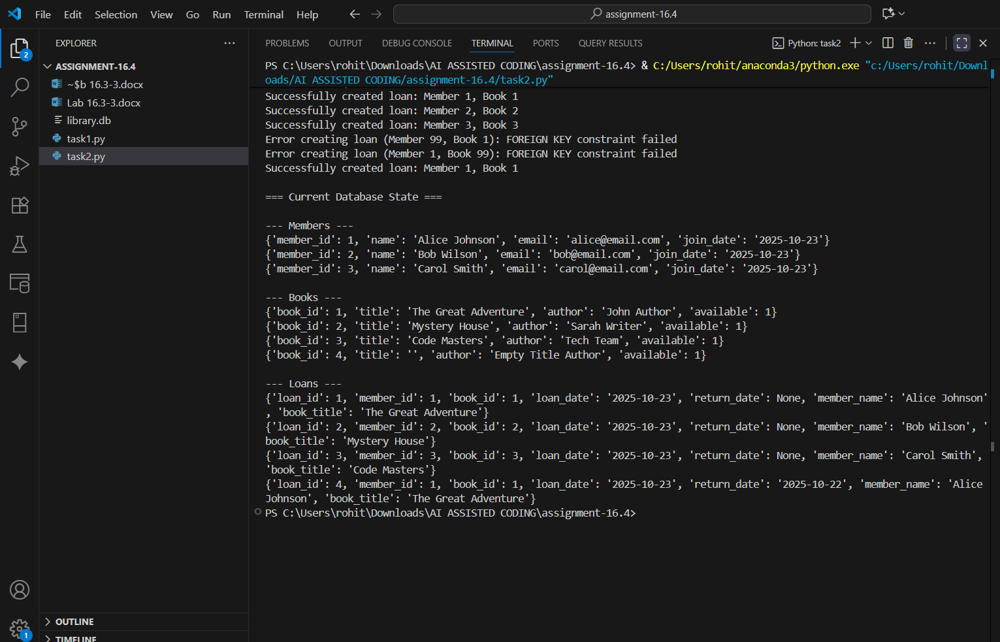 File Edit Selection View Go Run Terminal Help
assignment-16.4
2
EXPLORER
ASSIGNMENT-16.4
~$b 16.3-3.docx
Lab 16.3-3.docx
library.db
task1.py
task2.py
OUTLINE
TIMELINE
1
PROBLEMS OUTPUT DEBUG CONSOLE TERMINAL PORTS QUERY RESULTS
Python: task2
PS C:\Users\rohit\Downloads\AI ASSISTED CODING\assignment-16.4> & C:/Users/rohit/anaconda3/python.exe "c:/Users/rohit/Downl
oads/AI ASSISTED CODING/assignment-16.4/task2.py"
Successfully created loan: Member 1, Book 1
Successfully created loan: Member 2, Book 2
Successfully created loan: Member 3, Book 3
Error creating loan (Member 99, Book 1): FOREIGN KEY constraint failed
Error creating loan (Member 1, Book 99): FOREIGN KEY constraint failed
Successfully created loan: Member 1, Book 1
=== Current Database State ===
--- Members ---
{'member_id': 1, 'name': 'Alice Johnson', 'email': 'alice@email.com', 'join_date': '2025-10-23'}
{'member_id': 2, 'name': 'Bob Wilson', 'email': 'bob@email.com', 'join_date': '2025-10-23'}
{'member_id': 3, 'name': 'Carol Smith', 'email': 'carol@email.com', 'join_date': '2025-10-23'}
--- Books ---
{'book_id': 1, 'title': 'The Great Adventure', 'author': 'John Author', 'available': 1}
{'book_id': 2, 'title': 'Mystery House', 'author': 'Sarah Writer', 'available': 1}
{'book_id': 3, 'title': 'Code Masters', 'author': 'Tech Team', 'available': 1}
{'book_id': 4, 'title': '', 'author': 'Empty Title Author', 'available': 1}
--- Loans ---
{'loan_id': 1, 'member_id': 1, 'book_id': 1, 'loan_date': '2025-10-23', 'return_date': None, 'member_name': 'Alice Johnson'
, 'book_title': 'The Great Adventure'}
{'loan_id': 2, 'member_id': 2, 'book_id': 2, 'loan_date': '2025-10-23', 'return_date': None, 'member_name': 'Bob Wilson', '
book_title': 'Mystery House'}
{'loan_id': 3, 'member_id': 3, 'book_id': 3, 'loan_date': '2025-10-23', 'return_date': None, 'member_name': 'Carol Smith',
'book_title': 'Code Masters'}
{'loan_id': 4, 'member_id': 1, 'book_id': 1, 'loan_date': '2025-10-23', 'return_date': '2025-10-22', 'member_name': 'Alice
Johnson', 'book_title': 'The Great Adventure'}
PS C:\Users\rohit\Downloads\AI ASSISTED CODING\assignment-16.4>